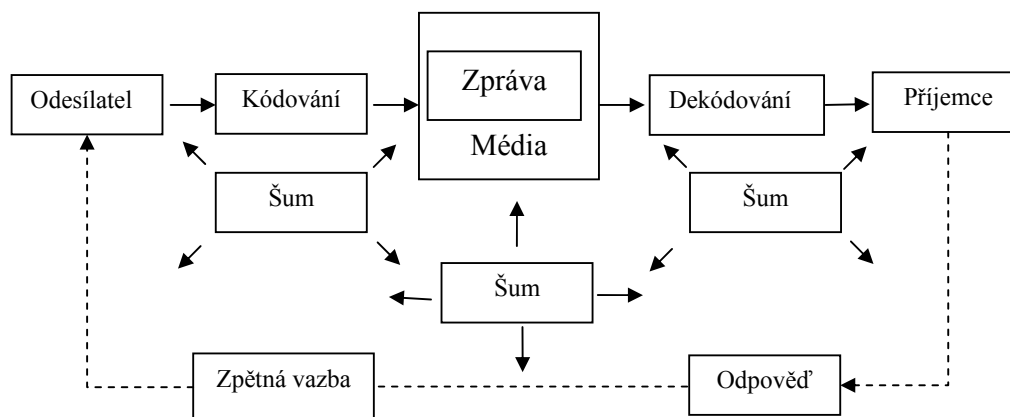 Odesílatel
Kódování
Zpráva
Média
Dekódování
Příjemce
Šum
Šum
Šum
Zpětná vazba
Odpověď